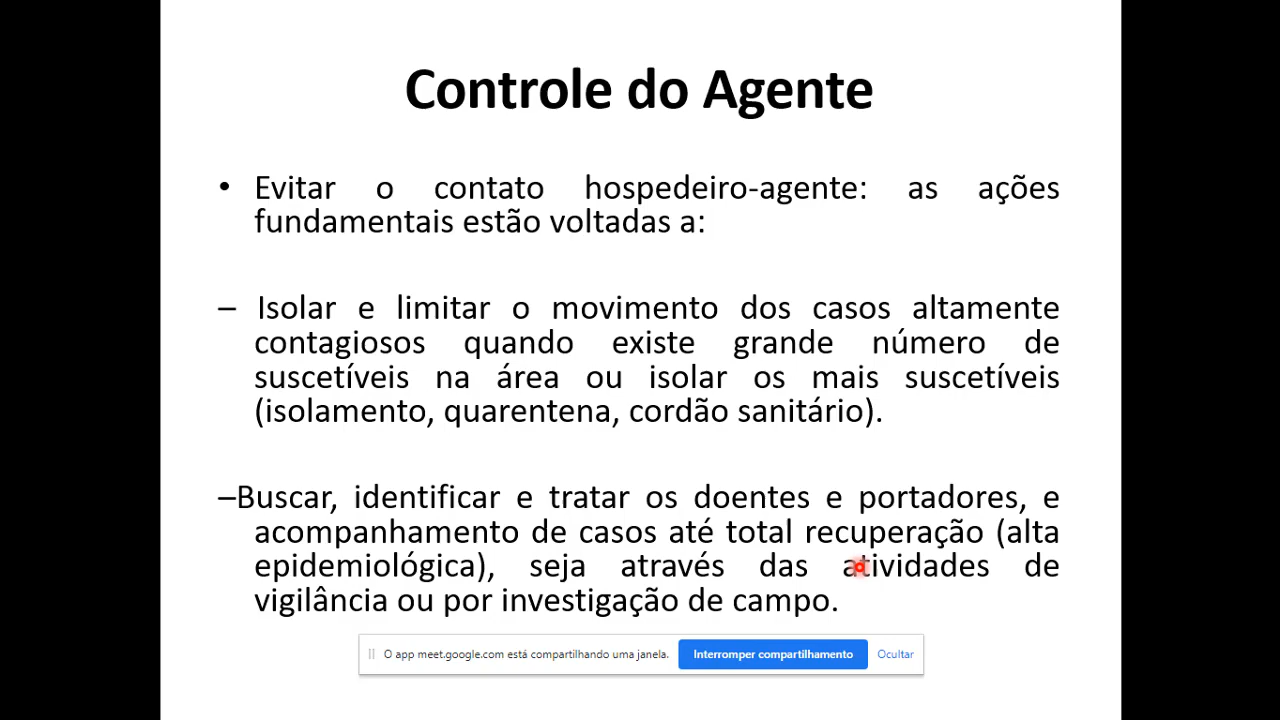 Controle do Agente
• Evitar o contato hospedeiro-agente: as ações
fundamentais estão voltadas a:
– Isolar e limitar o movimento dos casos altamente
contagiosos quando existe grande número de
suscetíveis na área ou isolar os mais suscetíveis
(isolamento, quarentena, cordão sanitário).
–Buscar, identificar e tratar os doentes e portadores, e
acompanhamento de casos até total recuperação (alta
epidemiológica), seja através das atividades de
vigilância ou por investigação de campo.
O app meet.google.com está compartilhando uma janela. Interromper compartilhamento Ocultar